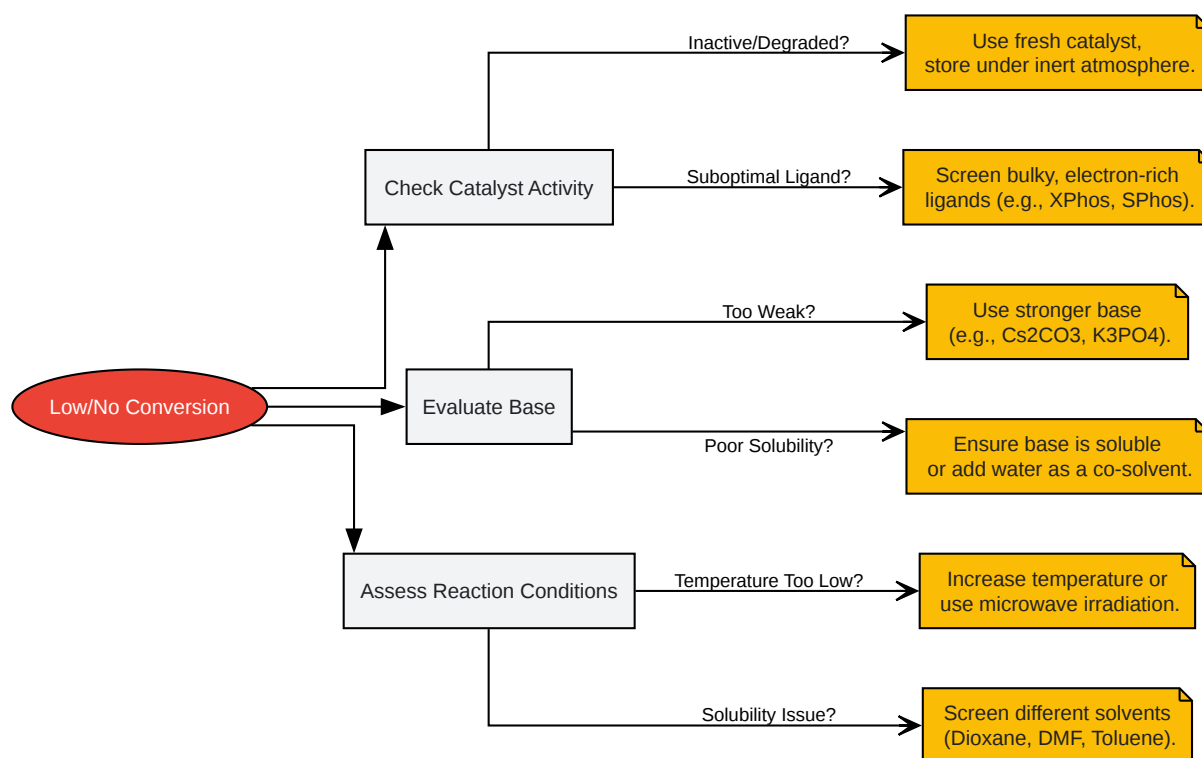 Inactive/Degraded?
Use fresh catalyst,
store under inert atmosphere.
Check Catalyst Activity
Suboptimal Ligand?
Screen bulky, electron-rich
ligands (e.g., XPhos, SPhos).
Too Weak?
Use stronger base
(e.g., Cs2CO3, K3PO4).
Low/No Conversion
Evaluate Base
Poor Solubility?
Ensure base is soluble
or add water as a co-solvent.
Assess Reaction Conditions
Temperature Too Low?
Increase temperature or
use microwave irradiation.
Solubility Issue?
Screen different solvents
(Dioxane, DMF, Toluene).